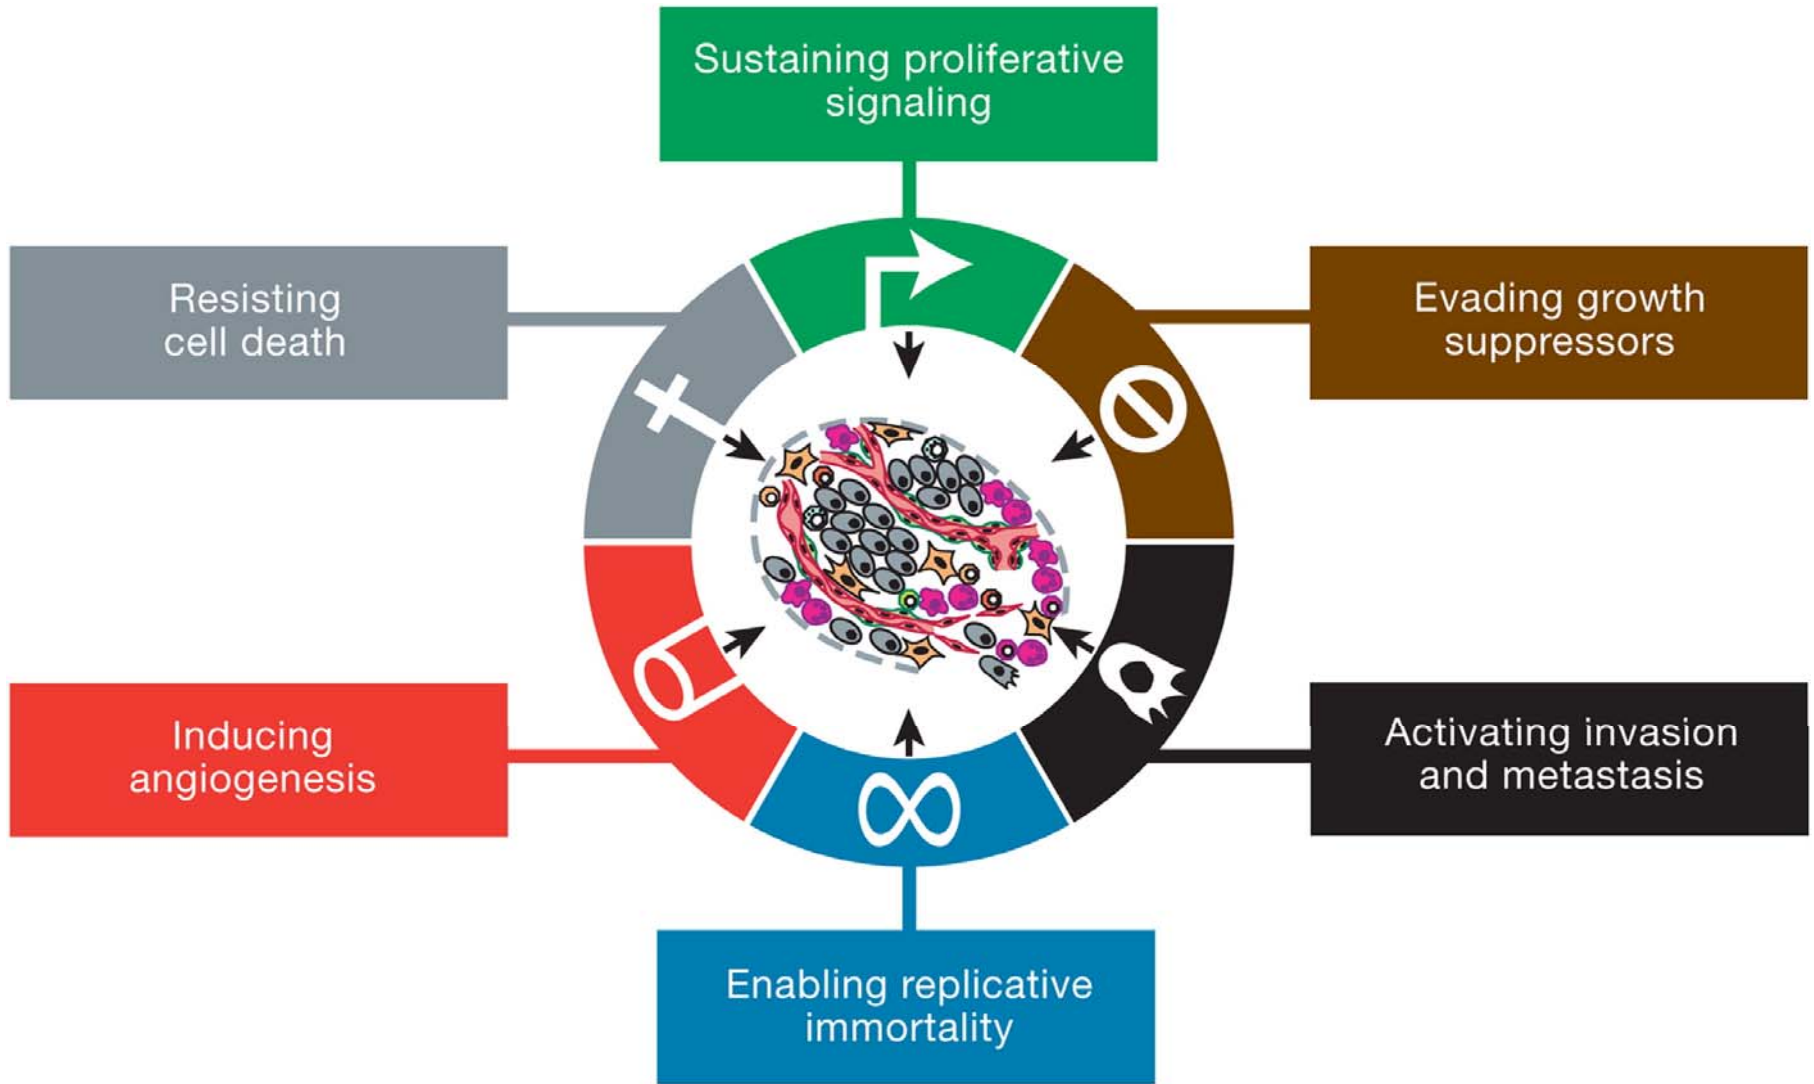 Sustaining proliferative
signaling
Resisting
cell death
Evading growth
suppressors
Inducing
angiogenesis
Activating invasion
and metastasis
Enabling replicative
immortality